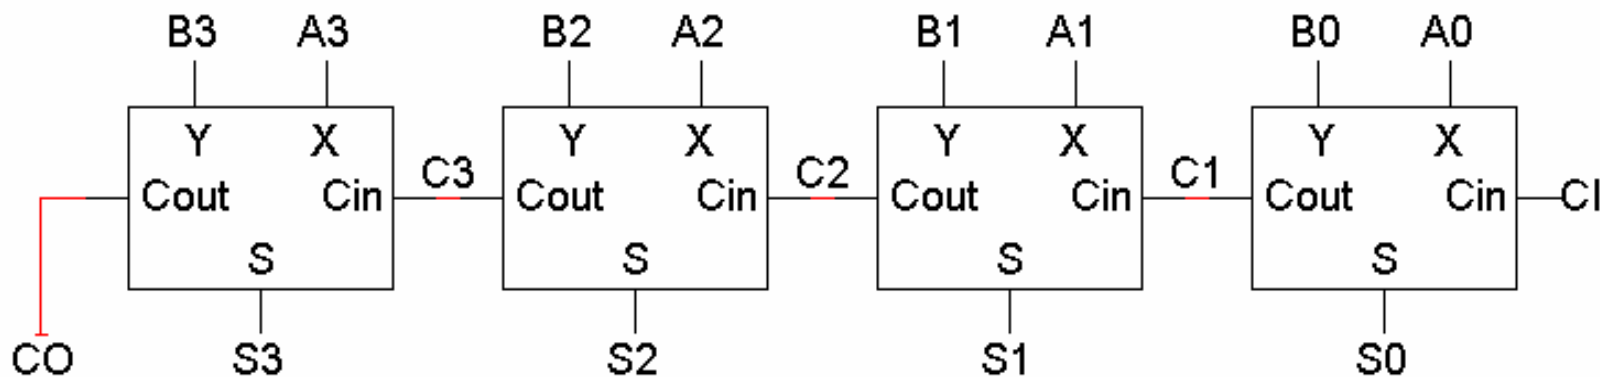 B3 A3 B2 A2 B1 A1 B0 A0
Y X Y X Y X Y X
C3 C2 C1
Cout Cin Cout Cin Cout Cin Cout Cin CI
S S S S
CO S3 S2 S1 S0